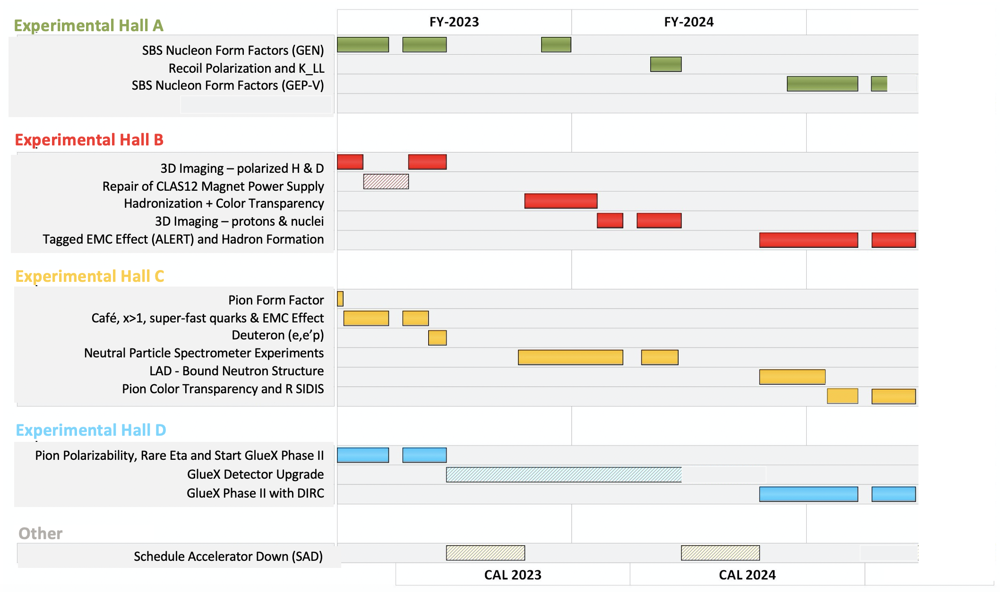 Experimental Hall A
FY-2023
FY-2024
SBS Nucleon Form Factors (GEN)
Recoil Polarization and K_LL
SBS Nucleon Form Factors (GEP-V)
Experimental Hall B
3D Imaging – polarized H & D
Repair of CLAS12 Magnet Power Supply
Hadronization + Color Transparency
3D Imaging – protons & nuclei
Tagged EMC Effect (ALERT) and Hadron Formation
Experimental Hall C
Pion Form Factor
Café, x>1, super-fast quarks & EMC Effect
Deuteron (e,e’p)
Neutral Particle Spectrometer Experiments
LAD - Bound Neutron Structure
Pion Color Transparency and R SIDIS
Experimental Hall D
Pion Polarizability, Rare Eta and Start GlueX Phase II
GlueX Detector Upgrade
GlueX Phase II with DIRC
Other
Schedule Accelerator Down (SAD)
CAL 2023
CAL 2024